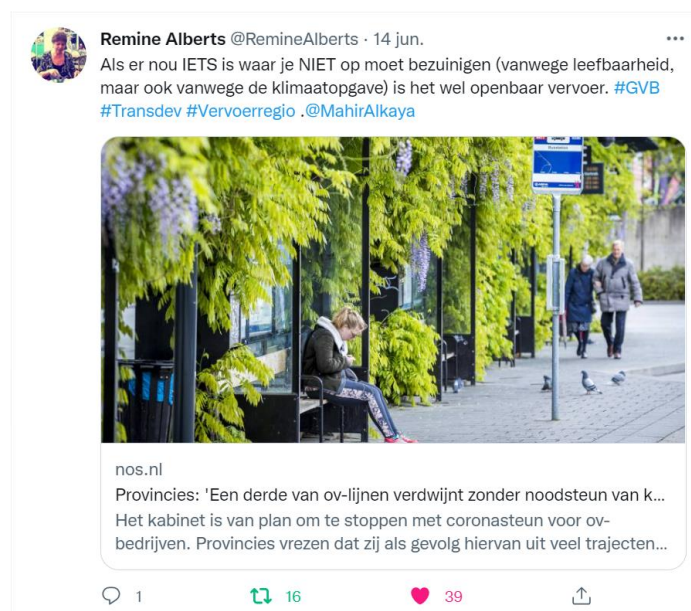 Remine Alberts @RemineAlberts · 14 jun.
Als er nou IETS is waar je NIET op moet bezuinigen (vanwege leefbaarheid,
maar ook vanwege de klimaatopgave) is het wel openbaar vervoer. #GVB
#Transdev #Vervoerregio .@MahirAlkaya
nos.nl
Provincies: 'Een derde van ov-lijnen verdwijnt zonder noodsteun van k...
Het kabinet is van plan om te stoppen met coronasteun voor ov-
bedrijven. Provincies vrezen dat zij als gevolg hiervan uit veel trajecten...
1 16 39